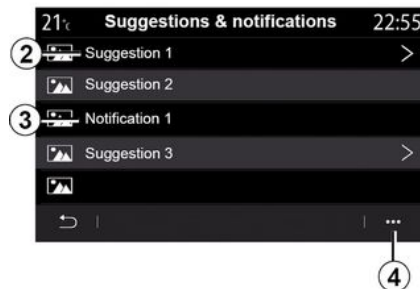 21°c Suggestions & notifications 22:55
2 Suggestion 1
Suggestion 2
3 Notification 1
Suggestion 3
4